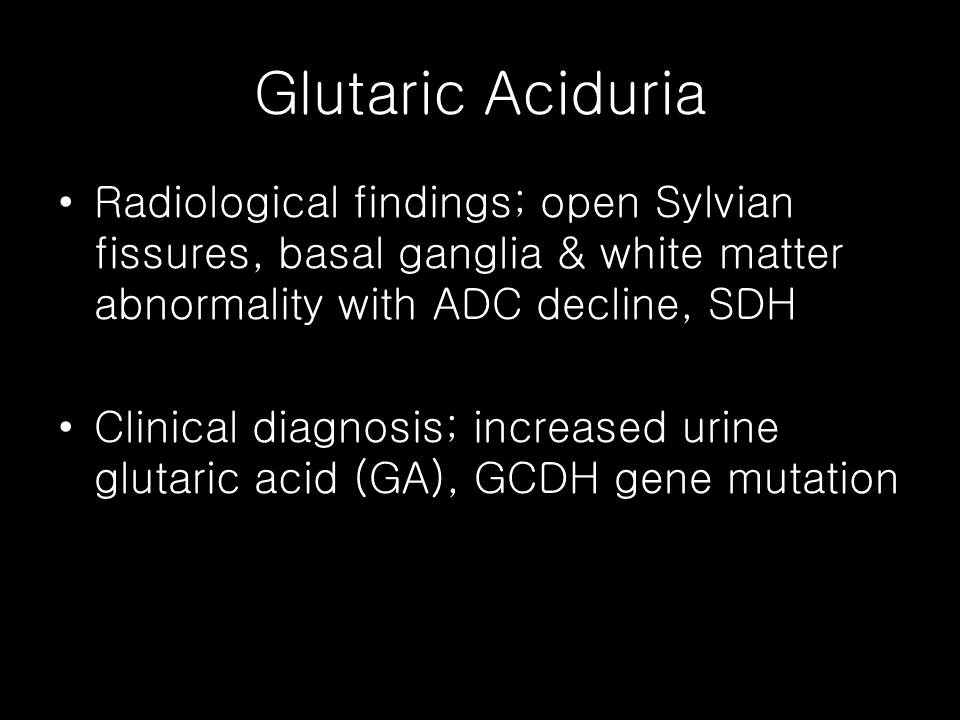 Glutaric Aciduria
• Radiological findings; open Sylvian
fissures, basal ganglia & white matter
abnormality with ADC decline, SDH
• Clinical diagnosis; increased urine
glutaric acid (GA), GCDH gene mutation